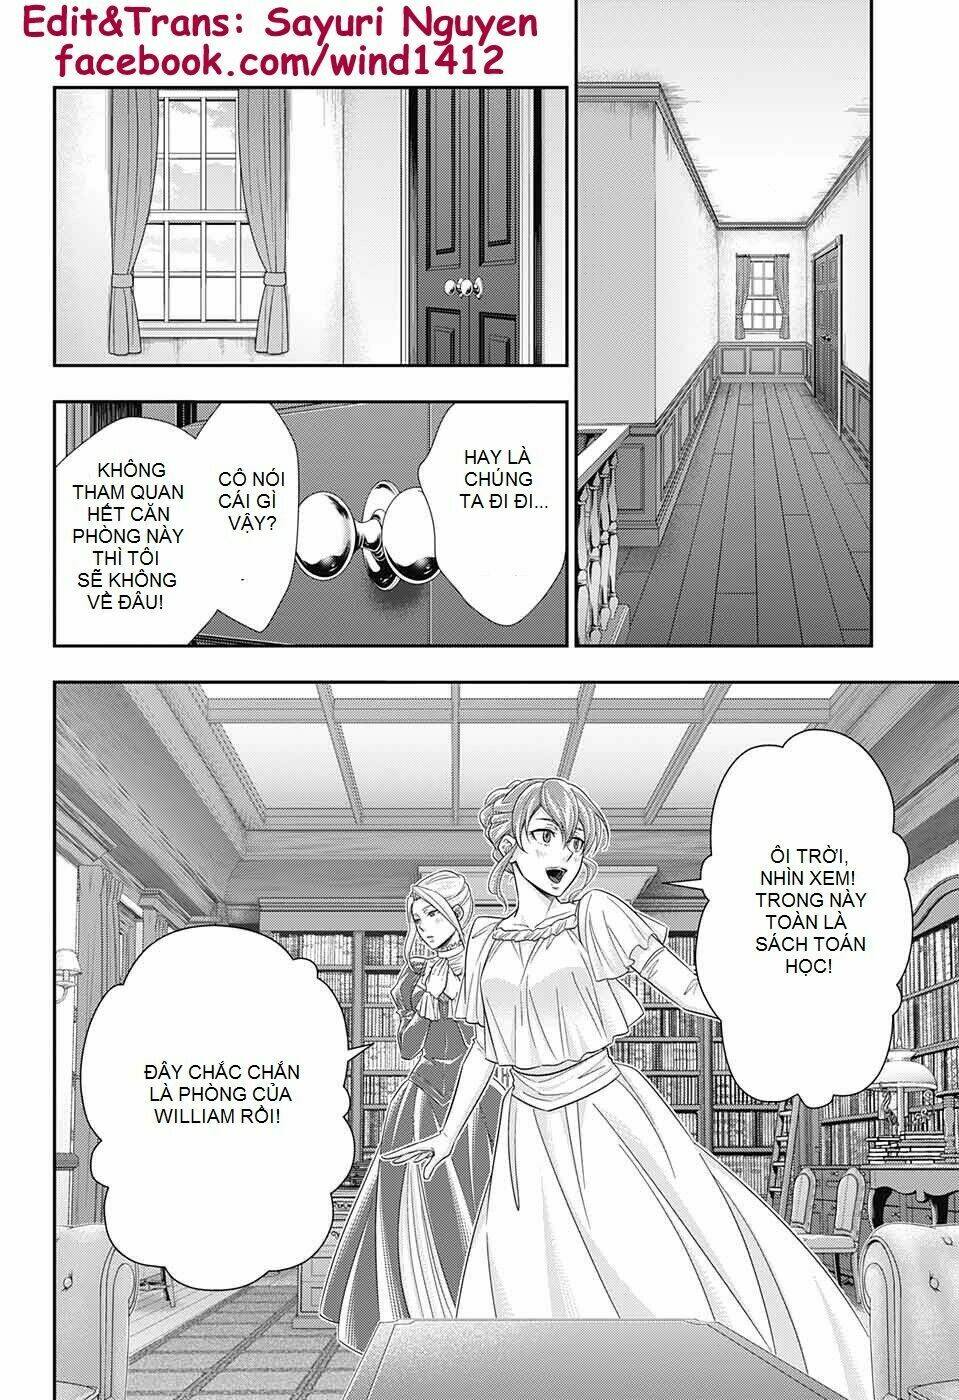 Edit&Trans: Sayuri Nguyen
facebook.com/wind1412
HAY LÀ
CHÚNG
TA ĐI ĐI...
CÔ NÓI
CÁI GÌ
VẬY?
KHÔNG
THAM QUAN
HẾT CĂN
PHÒNG NÀY
THÌ TÔI
SẼ KHÔNG
VỀ ĐÂU!
ÔI TRỜI,
NHÌN XEM!
TRONG NÀY
TOÀN LÀ
SÁCH TOÁN
HỌC!
ĐÂY CHẮC CHẮN
LÀ PHÒNG CỦA
WILLIAM RỒI!